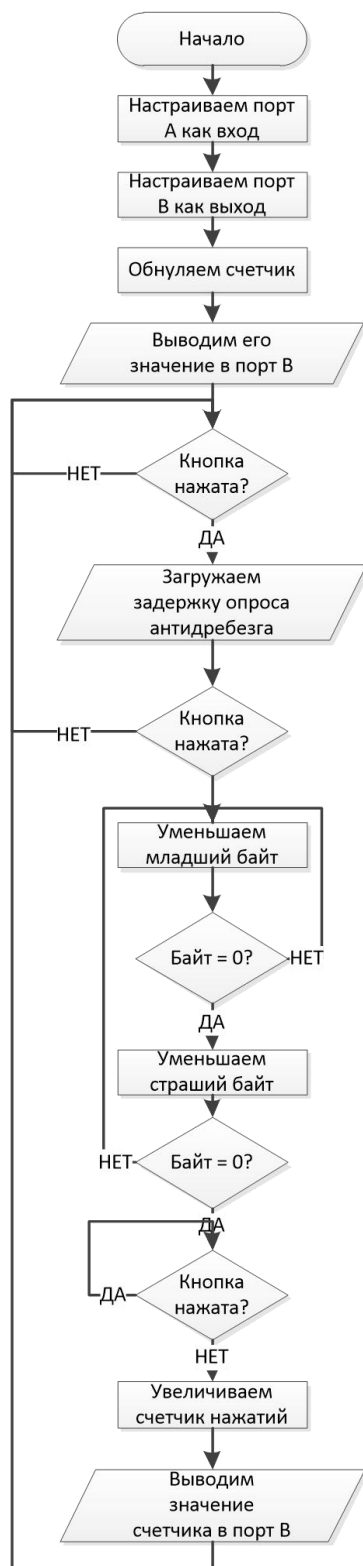 Начало
Настраиваем порт
А как вход
Настраиваем порт
В как выход
Обнуляем счетчик
Выводим его
значение в порт В
Кнопка
нажата?
НЕТ
ДА
Загружаем
задержку опроса
антидребезга
Кнопка
нажата?
НЕТ
Уменьшаем
младший байт
Байт = 0?
НЕТ
ДА
Уменьшаем
страший байт
Байт = 0?
НЕТ
ДА
Кнопка
нажата?
ДА
НЕТ
Увеличиваем
счетчик нажатий
Выводим
значение
счетчика в порт В